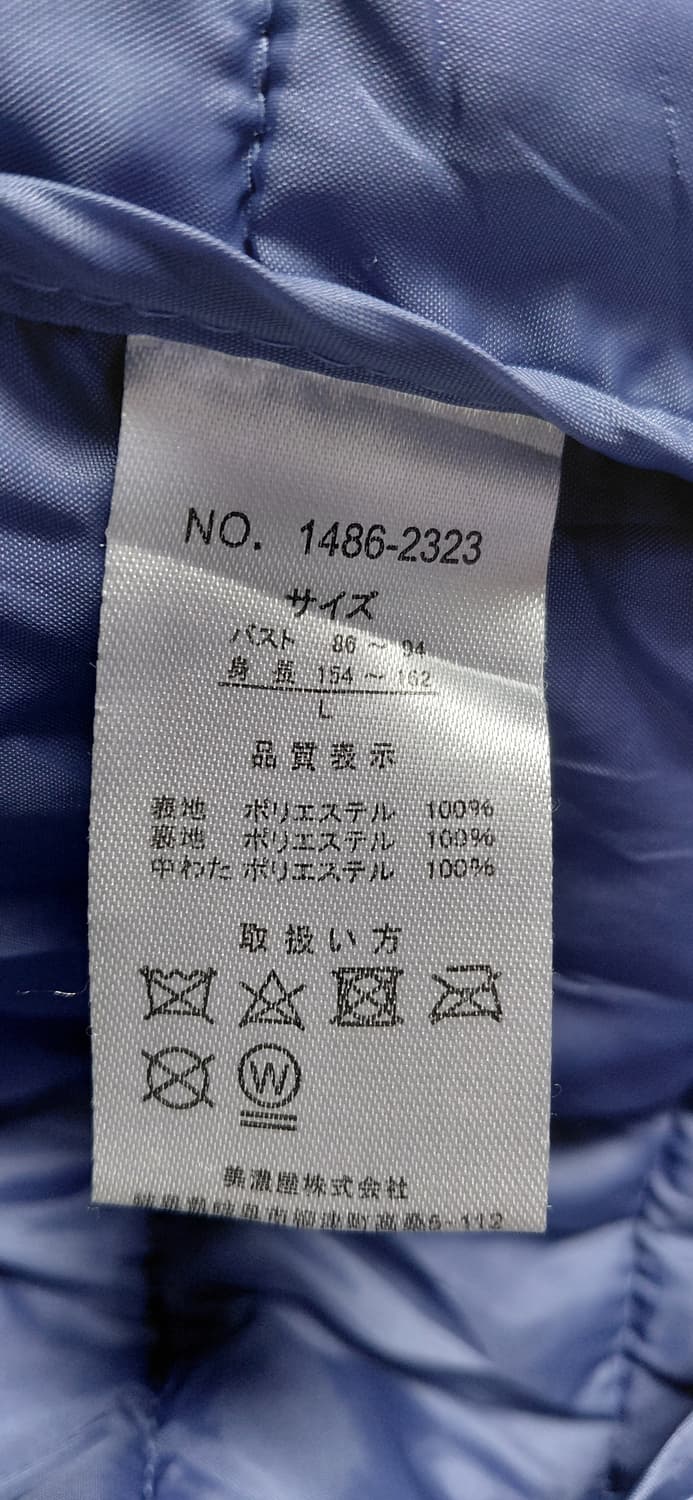 NO. 1486-2323
サイズ
バスト 86 ～ 94
身長 154 ～ 162
L
品質表示
表地 ポリエステル 100%
裏地 ポリエステル 100%
中わた ポリエステル 100%
取扱い方
W
美濃屋株式会社
6-112